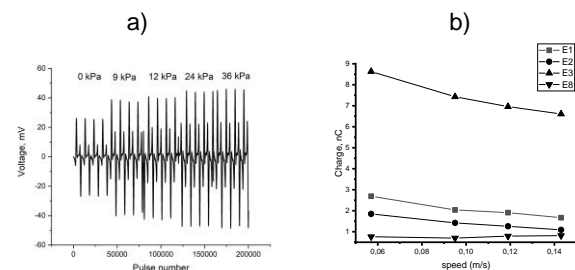 a)
b)
0 kPa 9 kPa 12 kPa 24 kPa 36 kPa
60
40
20
0
-20
-40
-60
Voltage, mV
0 50000 100000 150000 200000
Pulse number
E1
E2
E3
E8
9
8
7
6
5
4
3
2
1
Charge, nC
0,06 0,08 0,10 0,12 0,14
speed (m/s)